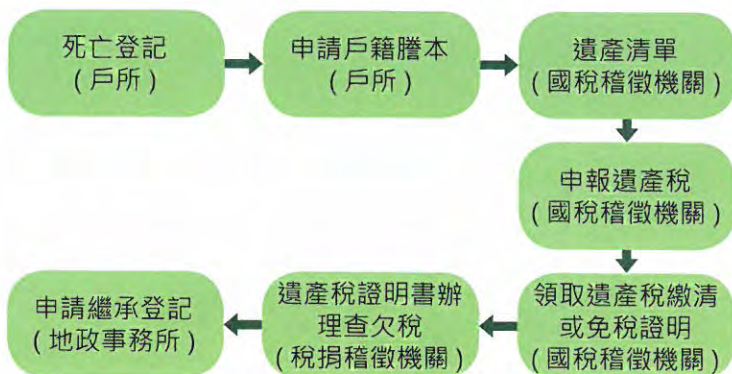 死亡登記
(戶所)
申請戶籍謄本
(戶所)
遺產清單
(國稅稽徵機關)
申報遺產稅
(國稅稽徵機關)
領取遺產稅繳清
或免稅證明
(國稅稽徵機關)
遺產稅證明書辦
理查欠稅
(稅捐稽徵機關)
申請繼承登記
(地政事務所)